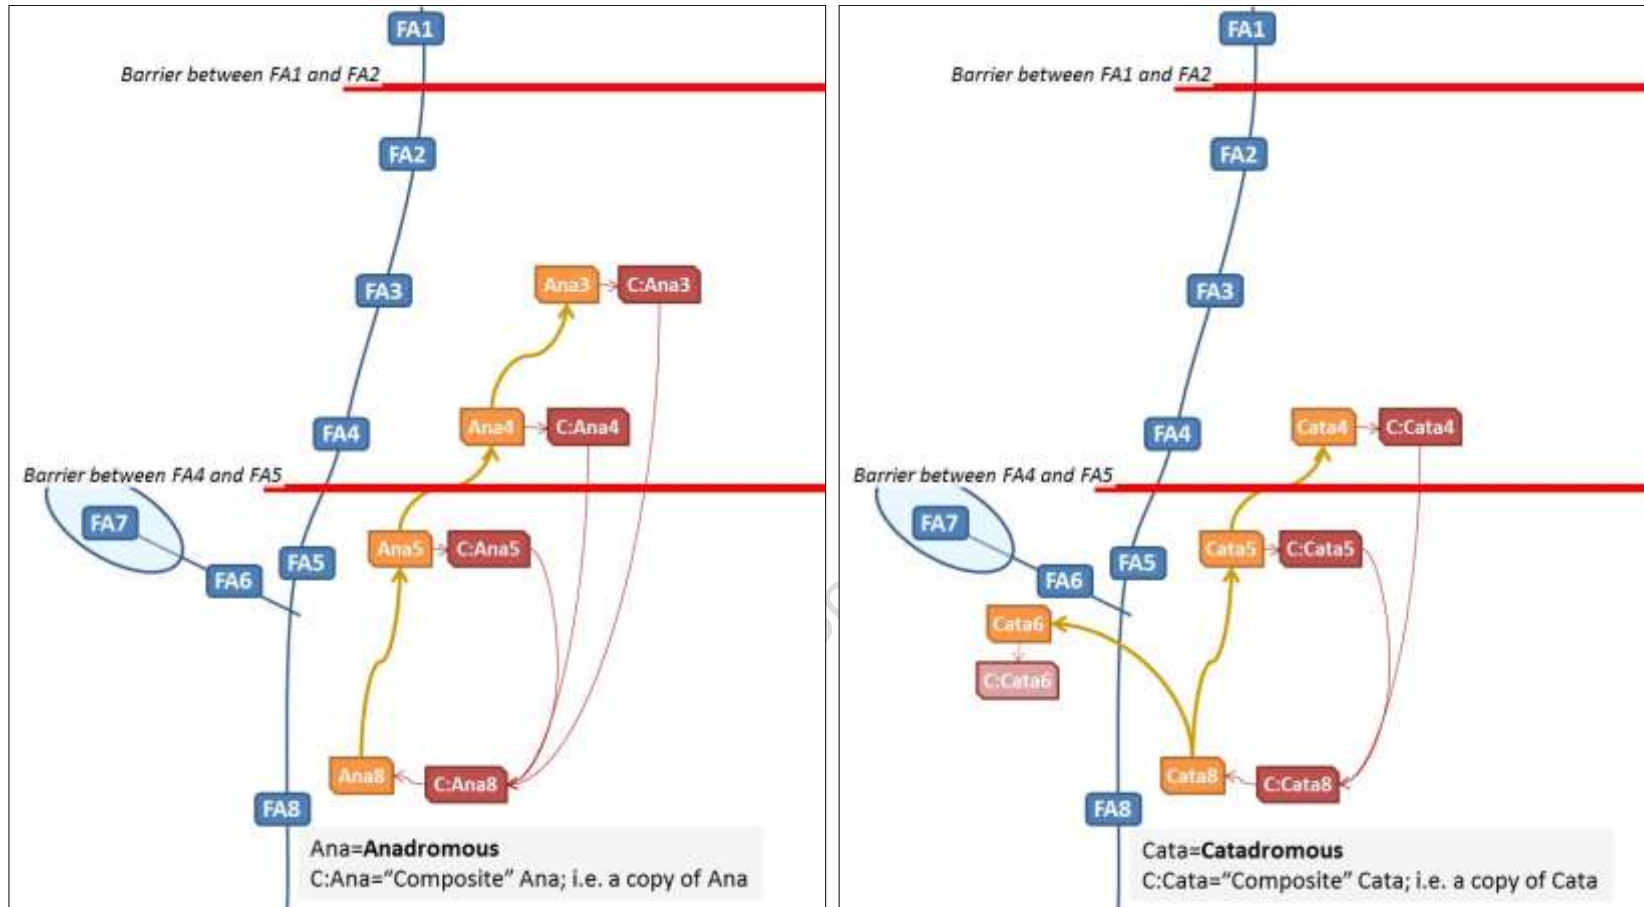 FA1
Barrier between FA1 and FA2
FA2
FA3
Ana3
C:Ana3
FA4
Ana4
C:Ana4
Barrier between FA4 and FA5
FA7
FA6
FA5
Ana5
C:Ana5
Ana8
C:Ana8
FA8
Ana=Anadromous
C:Ana="Composite" Ana; i.e. a copy of Ana
FA1
Barrier between FA1 and FA2
FA2
FA3
FA4
Cata4
C:Cata4
Barrier between FA4 and FA5
FA7
FA6
FA5
Cata5
C:Cata5
Cata6
C:Cata6
Cata8
C:Cata8
FA8
Cata=Catadromous
C:Cata="Composite" Cata; i.e. a copy of Cata